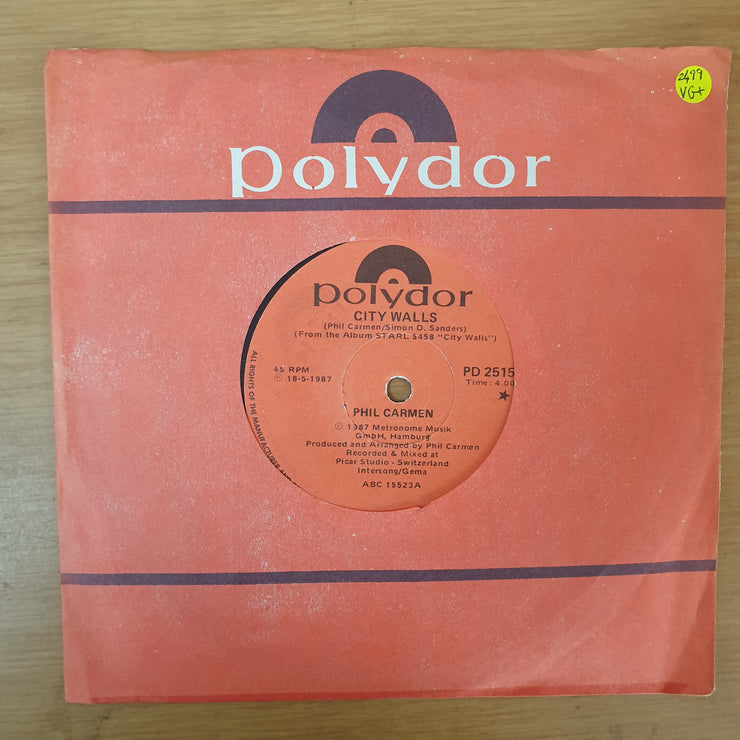 2499
VG+
polydor
polydor
CITY WALLS
(Phil Carmen/Simon D. Sanders)
(From the Album STARL 5458 "City Walls")
45 RPM
℗ 18-5-1987
PD 2515
Time: 4.00
PHIL CARMEN
℗ 1987 Metronome Musik
GmbH, Hamburg
Produced and Arranged by Phil Carmen
Recorded & Mixed at
Picar Studio - Switzerland
Intersong/Gema
ABC 15523A
ALL RIGHTS OF THE MANUFACTURER AND